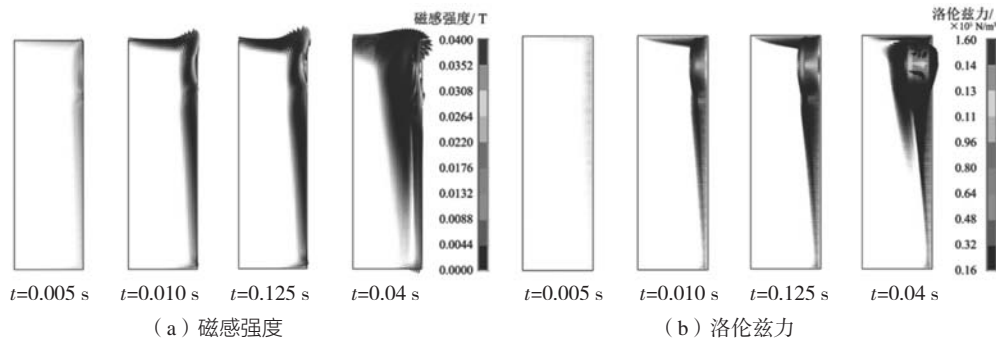 磁感强度/ T
0.0400
0.0352
0.0308
0.0264
0.0220
0.0176
0.0132
0.0088
0.0044
0.0000
t=0.005 s
t=0.010 s
t=0.125 s
t=0.04 s
（a）磁感强度
洛伦兹力/
×10⁵ N/m³
1.60
0.14
0.13
0.11
0.96
0.80
0.64
0.48
0.32
0.16
t=0.005 s
t=0.010 s
t=0.125 s
t=0.04 s
（b）洛伦兹力